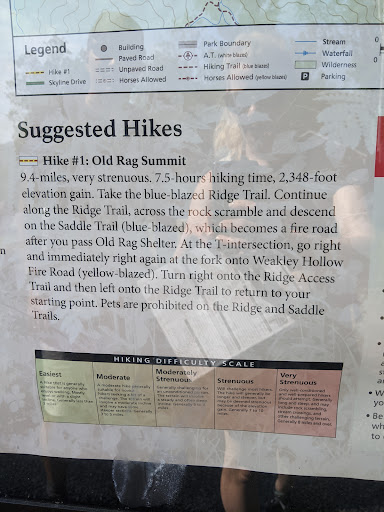 Legend
Hike #1
Skyline Drive
Building
Paved Road
Unpaved Road
Horses Allowed
Park Boundary
A.T. (white blazes)
Hiking Trail (blue blazes)
Horses Allowed (yellow blazes)
Stream
Waterfall
Wilderness
P Parking
0
0
Suggested Hikes
Hike #1: Old Rag Summit
9.4-miles, very strenuous. 7.5-hours hiking time, 2,348-foot
elevation gain. Take the blue-blazed Ridge Trail. Continue
along the Ridge Trail, across the rock scramble and descend
on the Saddle Trail (blue-blazed), which becomes a fire road
after you pass Old Rag Shelter. At the T-intersection, go right
and immediately right again at the fork onto Weakley Hollow
Fire Road (yellow-blazed). Turn right onto the Ridge Access
Trail and then left onto the Ridge Trail to return to your
starting point. Pets are prohibited on the Ridge and Saddle
Trails.
HIKING DIFFICULTY SCALE
Easiest
Moderate
Moderately
Strenuous
Strenuous
Very
Strenuous